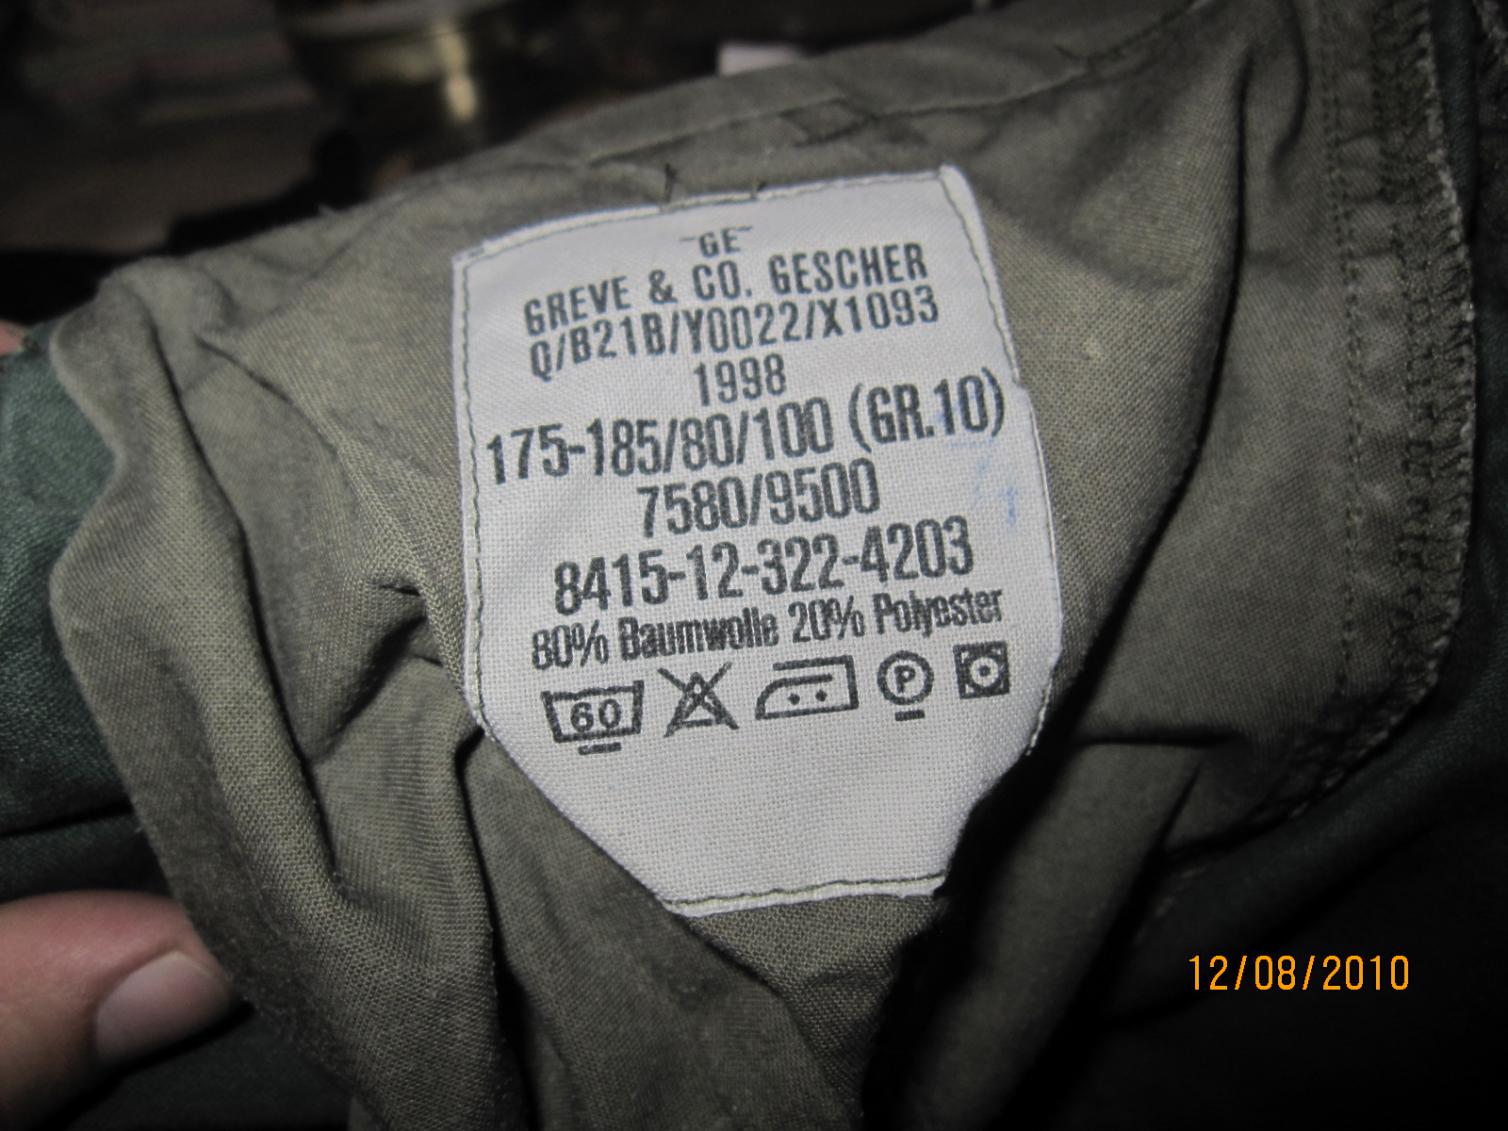 GE
GREVE & CO. GESCHER
Q/B21B/Y0022/X1093
1998
175-185/80/100 (GR.10)
7580/9500
8415-12-322-4203
80% Baumwolle 20% Polyester
60 P
12/08/2010